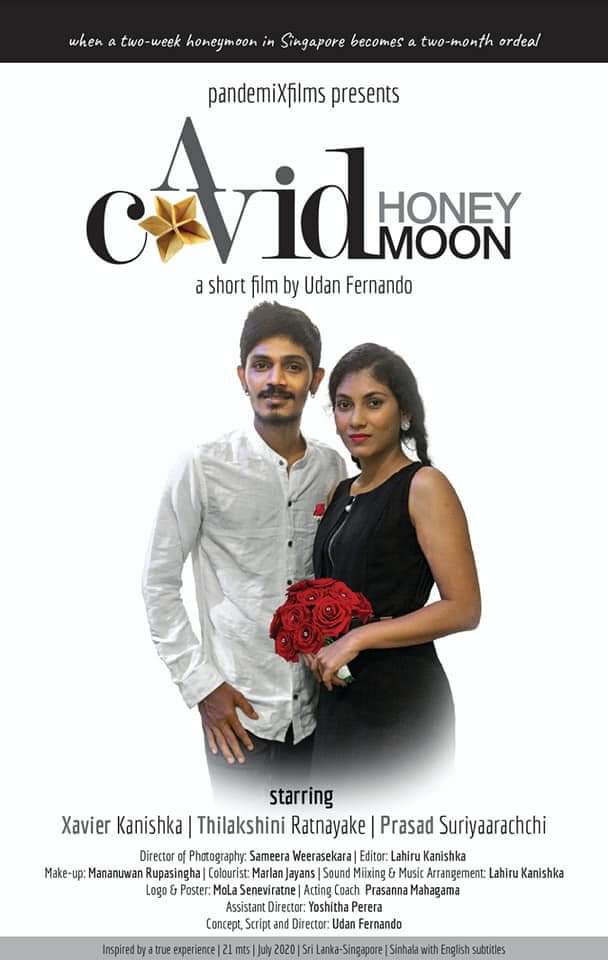 when a two-week honeymoon in Singapore becomes a two-month ordeal
pandemiXfilms presents
cAvid HONEY
MOON
a short film by Udan Fernando
starring
Xavier Kanishka | Thilakshini Ratnayake | Prasad Suriyaarachchi
Director of Photography: Sameera Weerasekara | Editor: Lahiru Kanishka
Make-up: Mananuwan Rupasingha | Colourist: Marlan Jayans | Sound Miixing & Music Arrangement: Lahiru Kanishka
Logo & Poster: MoLa Seneviratne | Acting Coach Prasanna Mahagama
Assistant Director: Yoshitha Perera
Concept, Script and Director: Udan Fernando
Inspired by a true experience | 21 mts | July 2020 | Sri Lanka-Singapore | Sinhala with English subtitles